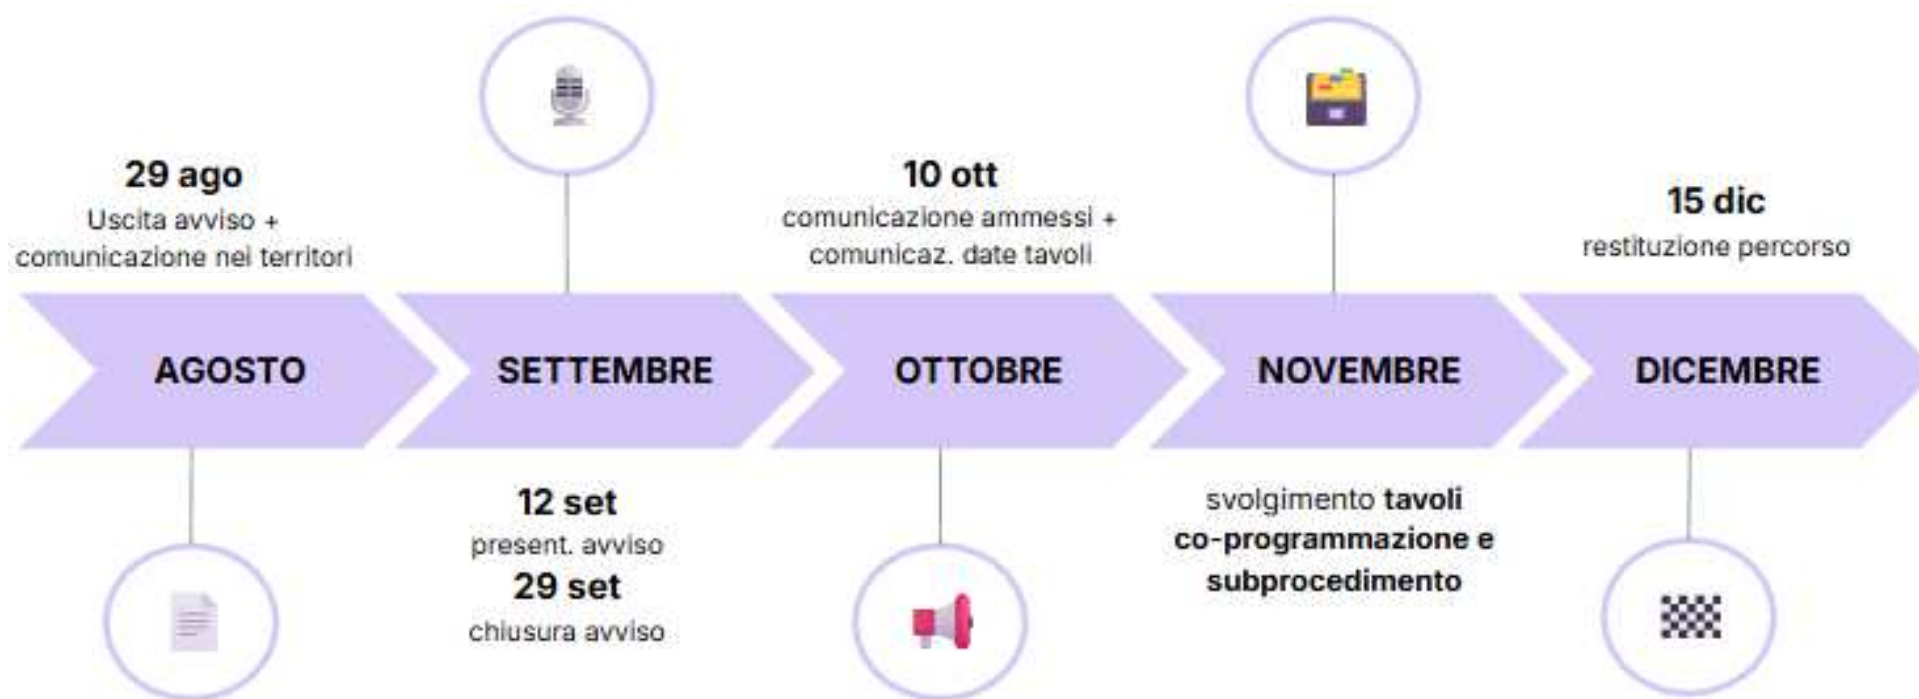 29 ago
Uscita avviso +
comunicazione nei territori
10 ott
comunicazione ammessi +
comunicaz. date tavoli
15 dic
restituzione percorso
AGOSTO
SETTEMBRE
OTTOBRE
NOVEMBRE
DICEMBRE
12 set
present. avviso
29 set
chiusura avviso
svolgimento tavoli
co-programmazione e
subprocedimento